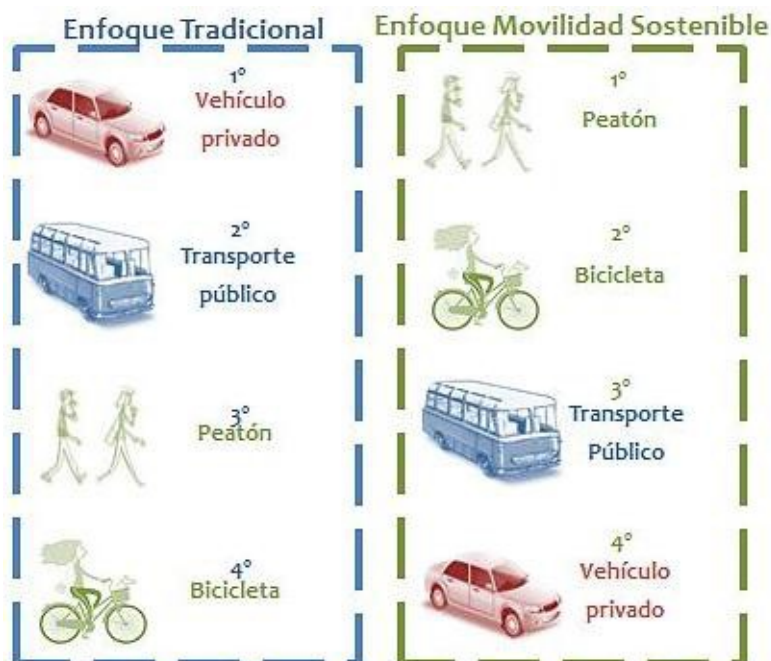 Enfoque Tradicional
1°
Vehículo
privado
2°
Transporte
público
3°
Peatón
4°
Bicicleta
Enfoque Movilidad Sostenible
1°
Peatón
2°
Bicicleta
3°
Transporte
Público
4°
Vehículo
privado